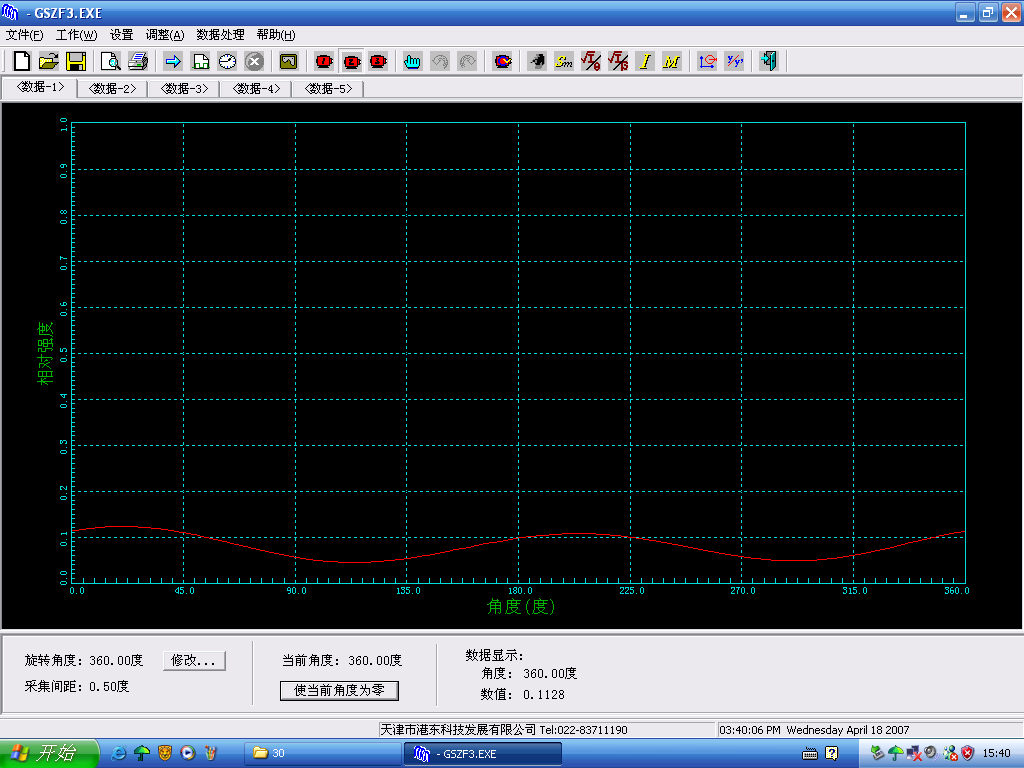 - GSZF3.EXE
文件(F) 工作(W) 设置 调整(A) 数据处理 帮助(H)
<数据-1> <数据-2> <数据-3> <数据-4> <数据-5>
1.0
0.9
0.8
0.7
0.6
0.5
0.4
0.3
0.2
0.1
0.0
相对强度
0.0 45.0 90.0 135.0 180.0 225.0 270.0 315.0 360.0
角度(度)
旋转角度: 360.00度 修改...
采集间距: 0.50度
当前角度: 360.00度
使当前角度为零
数据显示:
角度: 360.00度
数值: 0.1128
天津市港东科技发展有限公司 Tel:022-83711190 03:40:06 PM Wednesday April 18 2007
开始 30 - GSZF3.EXE 15:40